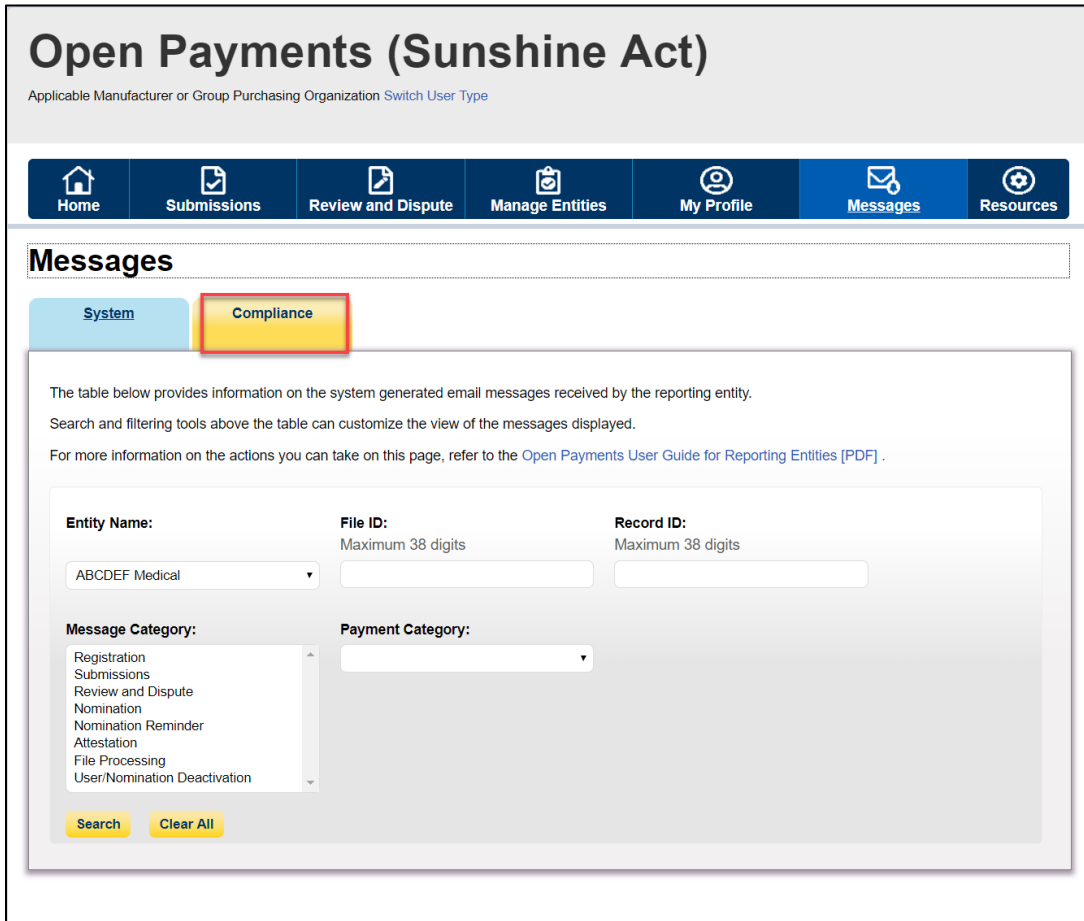 Open Payments (Sunshine Act)
Applicable Manufacturer or Group Purchasing Organization Switch User Type
Home Submissions Review and Dispute Manage Entities My Profile Messages Resources
Messages
System Compliance
The table below provides information on the system generated email messages received by the reporting entity.
Search and filtering tools above the table can customize the view of the messages displayed.
For more information on the actions you can take on this page, refer to the Open Payments User Guide for Reporting Entities [PDF] .
Entity Name: File ID: Record ID:
Maximum 38 digits Maximum 38 digits
ABCDEF Medical
Message Category: Payment Category:
Registration
Submissions
Review and Dispute
Nomination
Nomination Reminder
Attestation
File Processing
User/Nomination Deactivation
Search Clear All